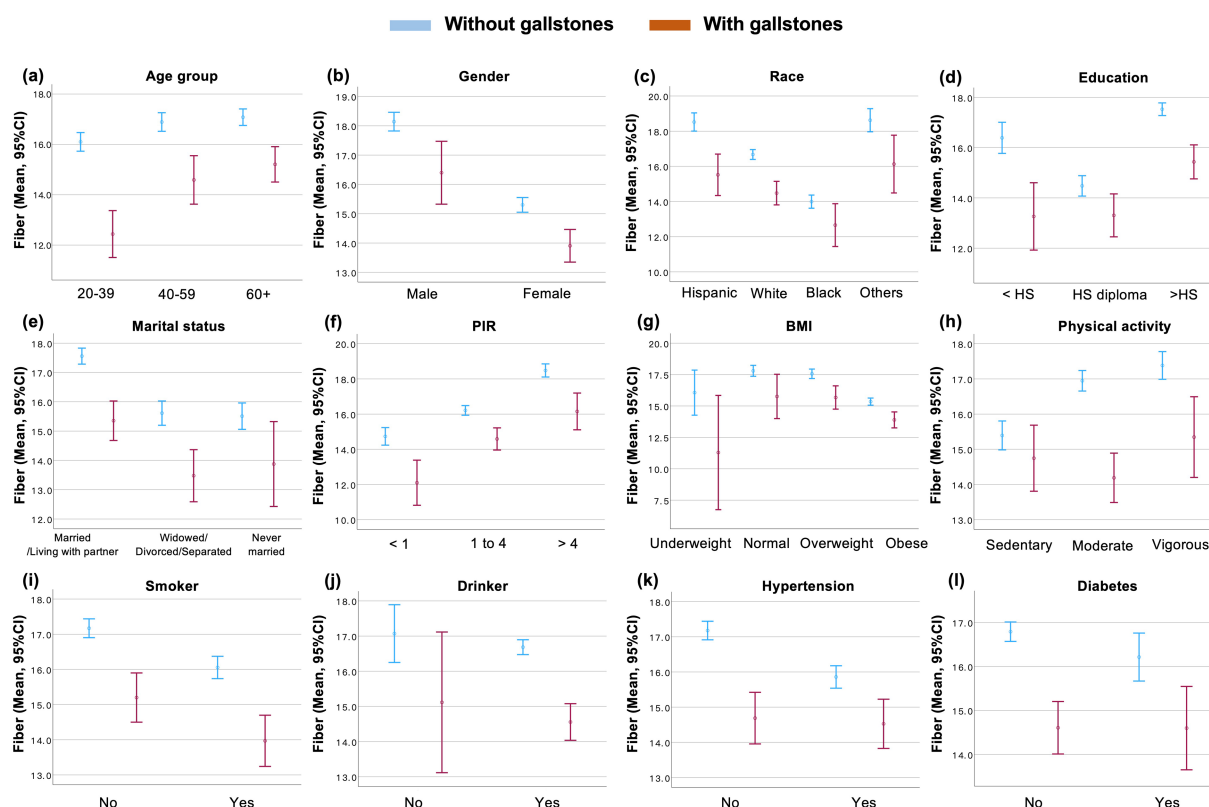 Without gallstones With gallstones
(a) Age group
Fiber (Mean, 95%CI)
18.0
16.0
14.0
12.0
20-39 40-59 60+
(b) Gender
Fiber (Mean, 95%CI)
19.0
18.0
17.0
16.0
15.0
14.0
13.0
Male Female
(c) Race
Fiber (Mean, 95%CI)
20.0
18.0
16.0
14.0
12.0
10.0
Hispanic White Black Others
(d) Education
Fiber (Mean, 95%CI)
18.0
16.0
14.0
12.0
< HS HS diploma >HS
(e) Marital status
Fiber (Mean, 95%CI)
18.0
17.0
16.0
15.0
14.0
13.0
12.0
Married Widowed/ Never
/Living with partner Divorced/Separated married
(f) PIR
Fiber (Mean, 95%CI)
20.0
18.0
16.0
14.0
12.0
10.0
< 1 1 to 4 > 4
(g) BMI
Fiber (Mean, 95%CI)
20.0
17.5
15.0
12.5
10.0
7.5
Underweight Normal Overweight Obese
(h) Physical activity
Fiber (Mean, 95%CI)
18.0
17.0
16.0
15.0
14.0
13.0
Sedentary Moderate Vigorous
(i) Smoker
Fiber (Mean, 95%CI)
18.0
17.0
16.0
15.0
14.0
13.0
No Yes
(j) Drinker
Fiber (Mean, 95%CI)
18.0
17.0
16.0
15.0
14.0
13.0
No Yes
(k) Hypertension
Fiber (Mean, 95%CI)
18.0
17.0
16.0
15.0
14.0
13.0
No Yes
(l) Diabetes
Fiber (Mean, 95%CI)
17.0
16.0
15.0
14.0
No Yes